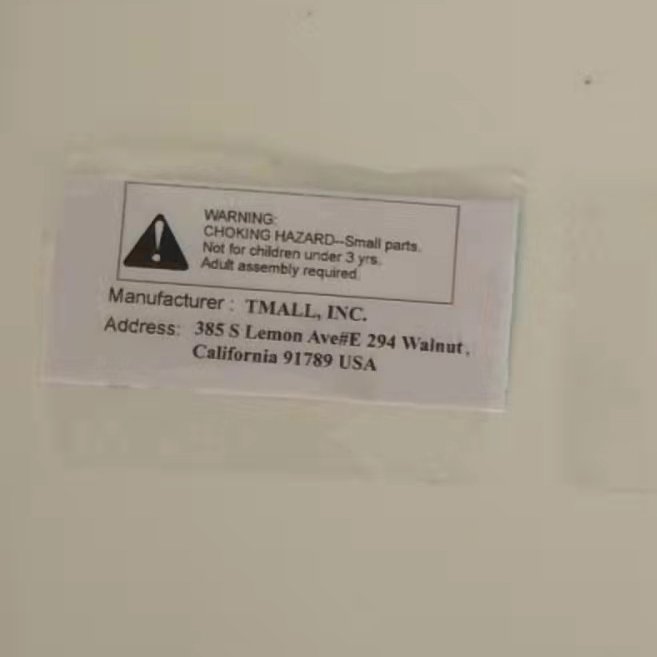 WARNING:
CHOKING HAZARD--Small parts.
Not for children under 3 yrs.
Adult assembly required.
Manufacturer : TMALL, INC.
Address: 385 S Lemon Ave#E 294 Walnut,
California 91789 USA